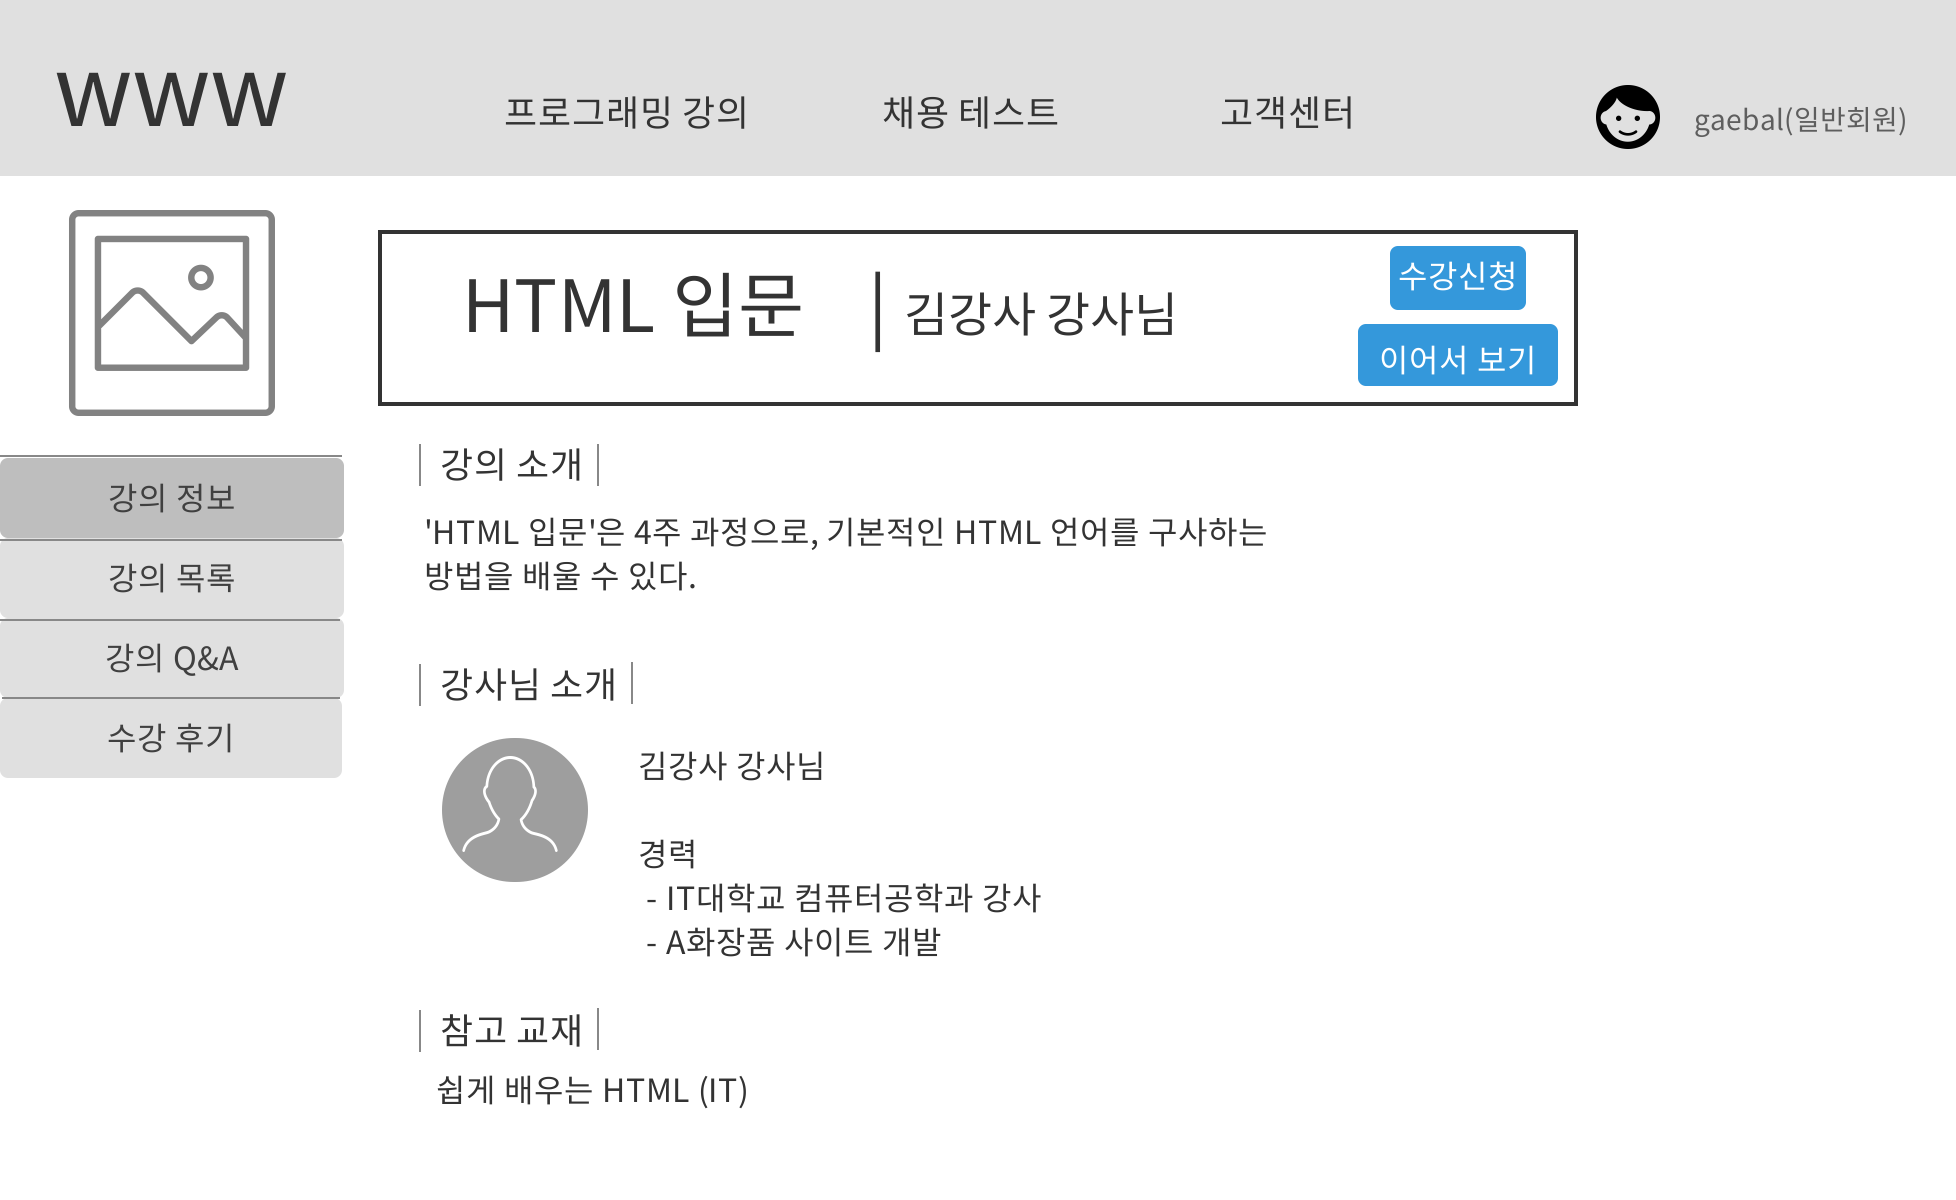 WWW
프로그래밍 강의
채용 테스트
고객센터
gaebal(일반회원)
HTML 입문
김강사 강사님
수강신청
이어서 보기
강의 정보
강의 목록
강의 Q&A
수강 후기
강의 소개
'HTML 입문'은 4주 과정으로, 기본적인 HTML 언어를 구사하는
방법을 배울 수 있다.
강사님 소개
김강사 강사님
경력
- IT대학교 컴퓨터공학과 강사
- A화장품 사이트 개발
참고 교재
쉽게 배우는 HTML (IT)